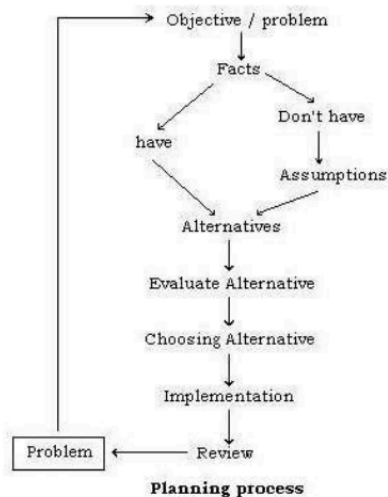 Objective / problem
Facts
Don't have
have
Assumptions
Alternatives
Evaluate Alternative
Choosing Alternative
Implementation
Problem
Review
Planning process